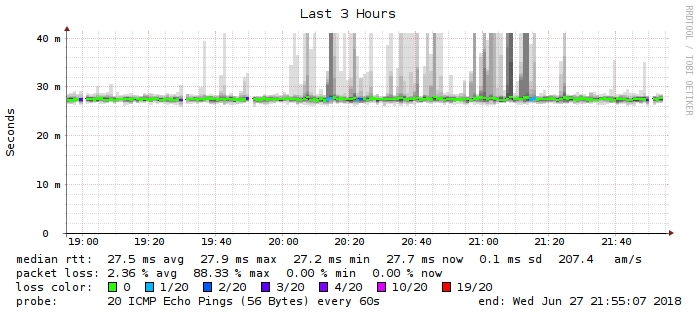 Last 3 Hours
RRDTOOL / TOBI OETIKER
Seconds
40 m
30 m
20 m
10 m
0
19:00 19:20 19:40 20:00 20:20 20:40 21:00 21:20 21:40
median rtt: 27.5 ms avg 27.9 ms max 27.2 ms min 27.7 ms now 0.1 ms sd 207.4 am/s
packet loss: 2.36 % avg 88.33 % max 0.00 % min 0.00 % now
loss color: 0 1/20 2/20 3/20 4/20 10/20 19/20
probe: 20 ICMP Echo Pings (56 Bytes) every 60s end: Wed Jun 27 21:55:07 2018